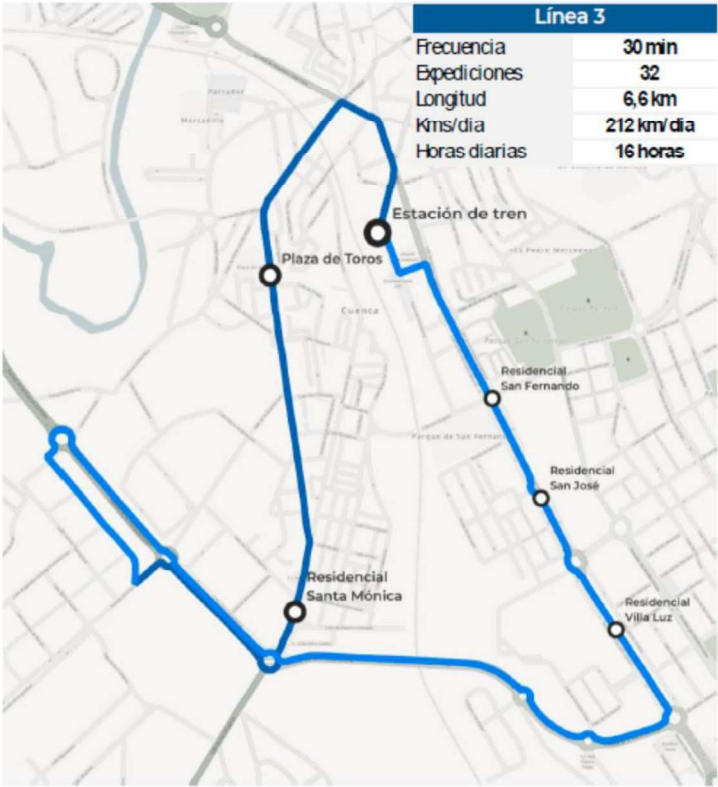 Línea 3
Frecuencia 30 min
Expediciones 32
Longitud 6,6 km
Kms/dia 212 km/dia
Horas diarias 16 horas
Parrador
Estación de tren
Plaza de Toros
Cuenca
Residencial
San Fernando
Parque de San Fernan
Residencial
San José
Residencial
Santa Mónica
Residencial
Villa Luz